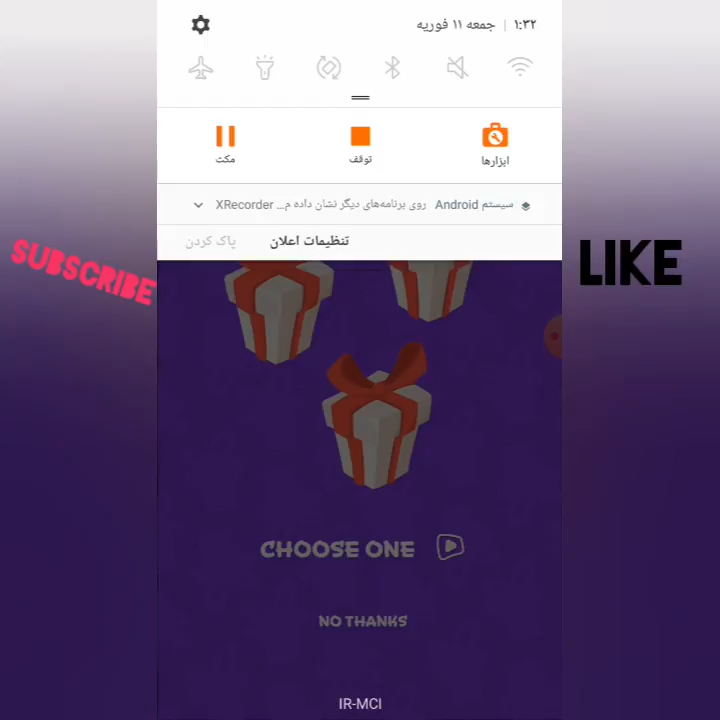 ۱:۳۲ | جمعه ۱۱ فوریه
ابزارها
توقف
مکث
سیستم Android روی برنامه‌های دیگر نشان داده م... XRecorder
تنظیمات اعلان
پاک کردن
SUBSCRIBE
LIKE
CHOOSE ONE
NO THANKS
IR-MCI